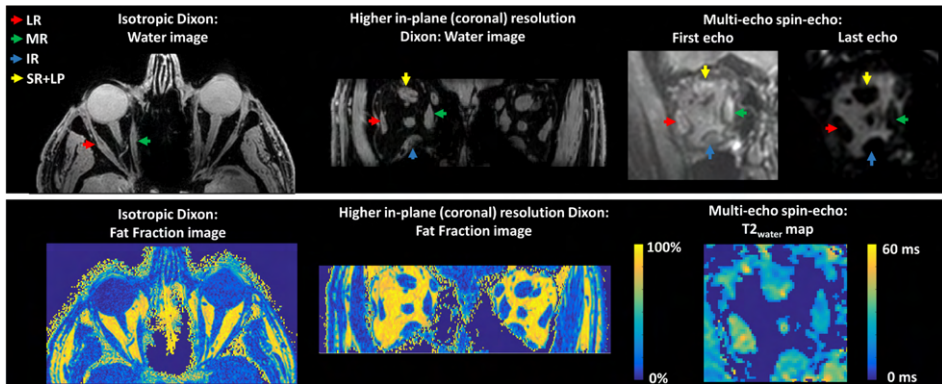 LR
MR
IR
SR+LP
Isotropic Dixon:
Water image
Higher in-plane (coronal) resolution
Dixon: Water image
Multi-echo spin-echo:
First echo
Last echo
Isotropic Dixon:
Fat Fraction image
Higher in-plane (coronal) resolution Dixon:
Fat Fraction image
Multi-echo spin-echo:
T2water map
100%
0%
60 ms
0 ms